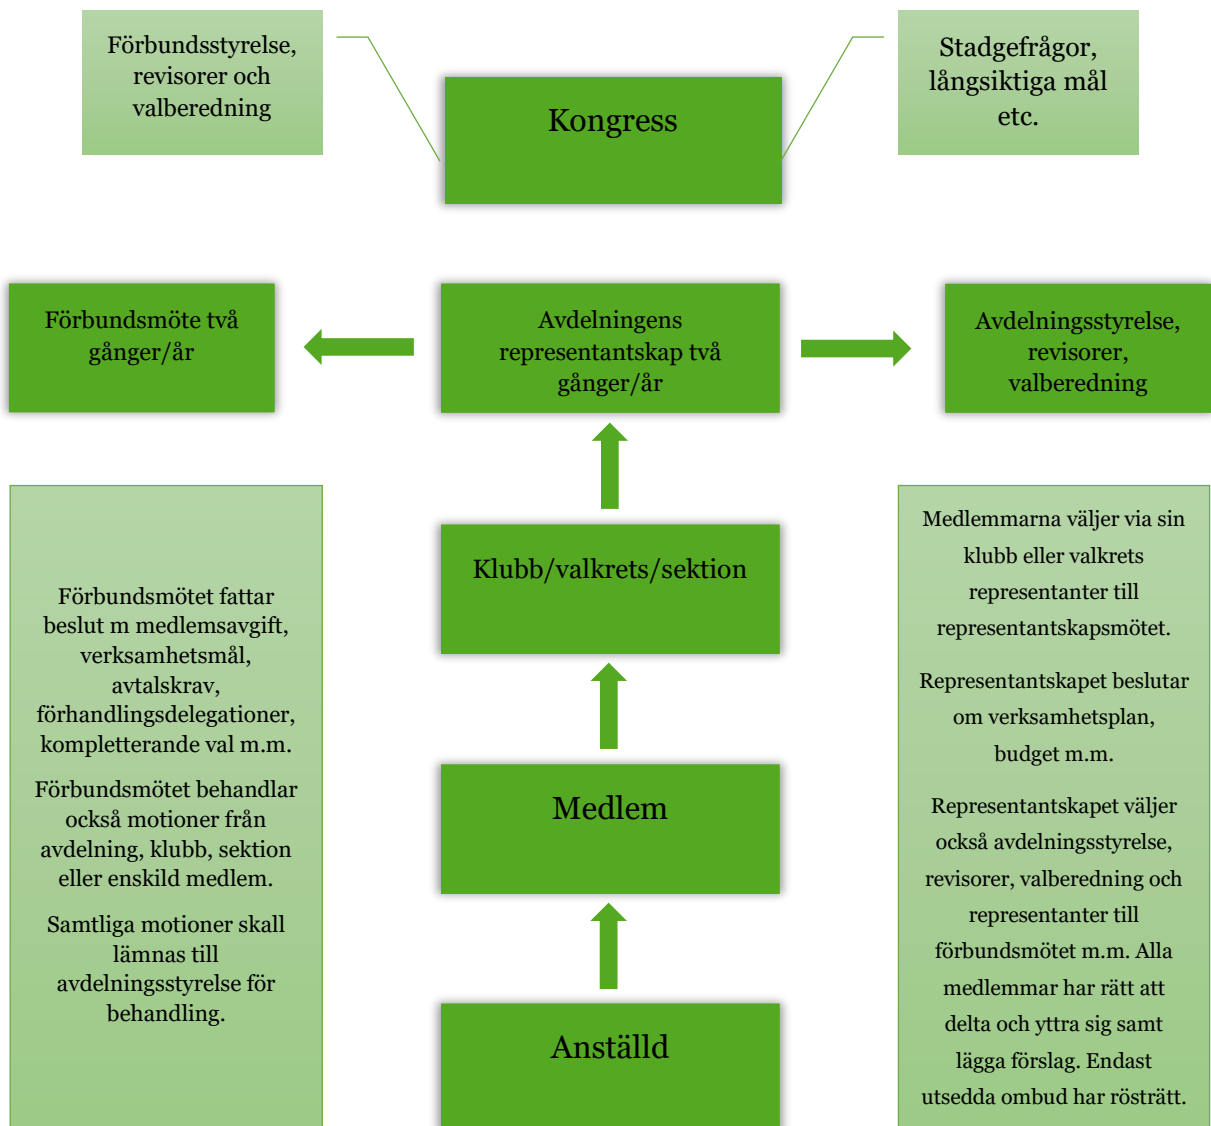 Förbundsstyrelse,
revisorer och
valberedning
Kongress
Stadgefrågor,
långsiktiga mål
etc.
Förbundsmöte två
gånger/år
Avdelningens
representantskap två
gånger/år
Avdelningsstyrelse,
revisorer,
valberedning
Förbundsmötet fattar
beslut m medlemsavgift,
verksamhetsmål,
avtalskrav,
förhandlingsdelegationer,
kompletterande val m.m.
Förbundsmötet behandlar
också motioner från
avdelning, klubb, sektion
eller enskild medlem.
Samtliga motioner skall
lämnas till
avdelningsstyrelse för
behandling.
Klubb/valkrets/sektion
Medlem
Anställd
Medlemmarna väljer via sin
klubb eller valkrets
representanter till
representantskapsmötet.
Representantskapet beslutar
om verksamhetsplan,
budget m.m.
Representantskapet väljer
också avdelningsstyrelse,
revisorer, valberedning och
representanter till
förbundsmötet m.m. Alla
medlemmar har rätt att
delta och yttra sig samt
lägga förslag. Endast
utsedda ombud har rösträtt.